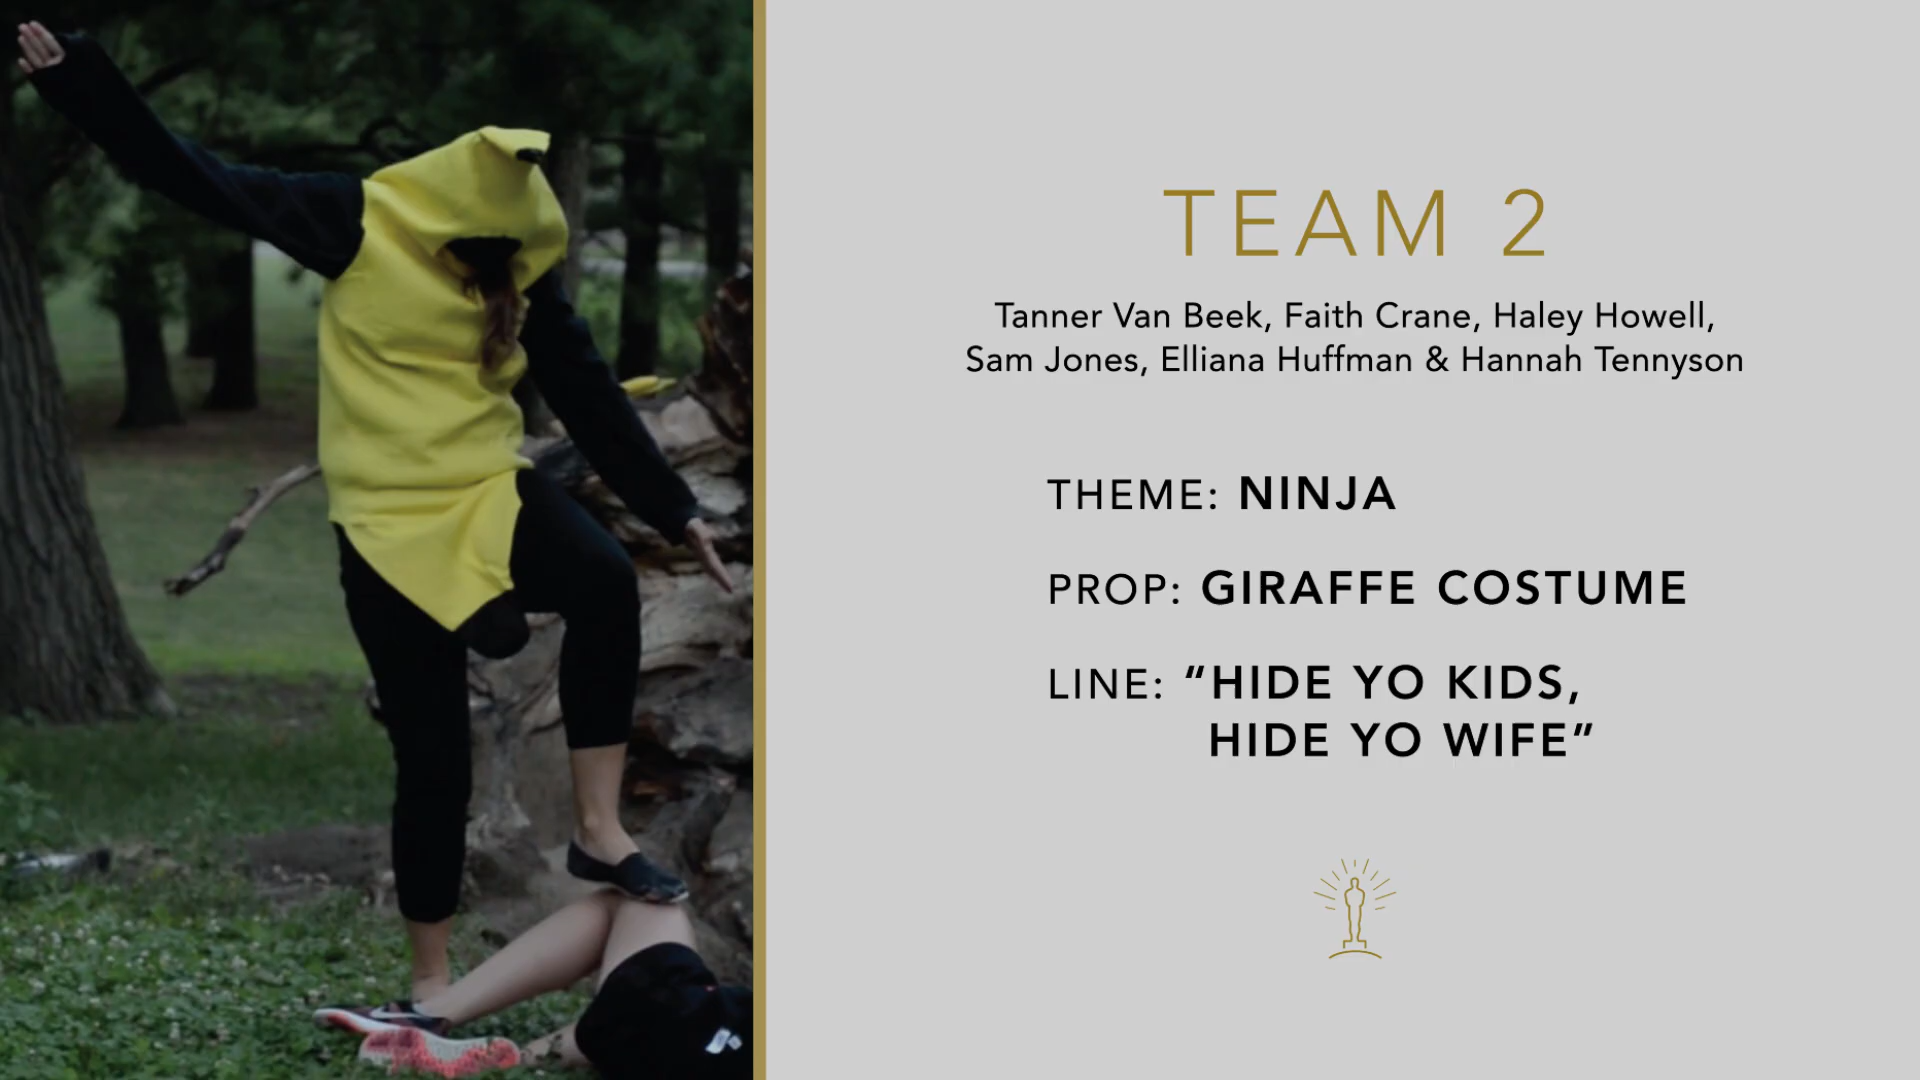 TEAM 2
Tanner Van Beek, Faith Crane, Haley Howell,
Sam Jones, Elliana Huffman & Hannah Tennyson
THEME: NINJA
PROP: GIRAFFE COSTUME
LINE: “HIDE YO KIDS,
HIDE YO WIFE”